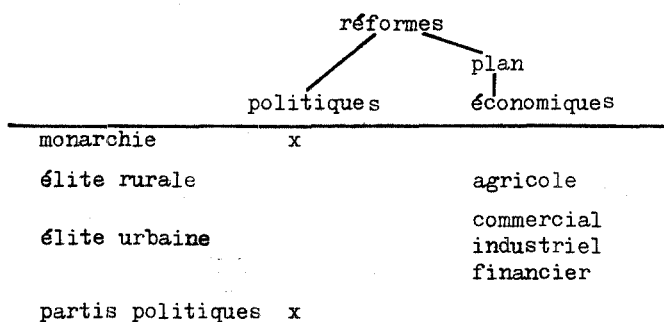 réformes
plan
politiques économiques
monarchie x
élite rurale agricole
commercial
élite urbaine industriel
financier
partis politiques x